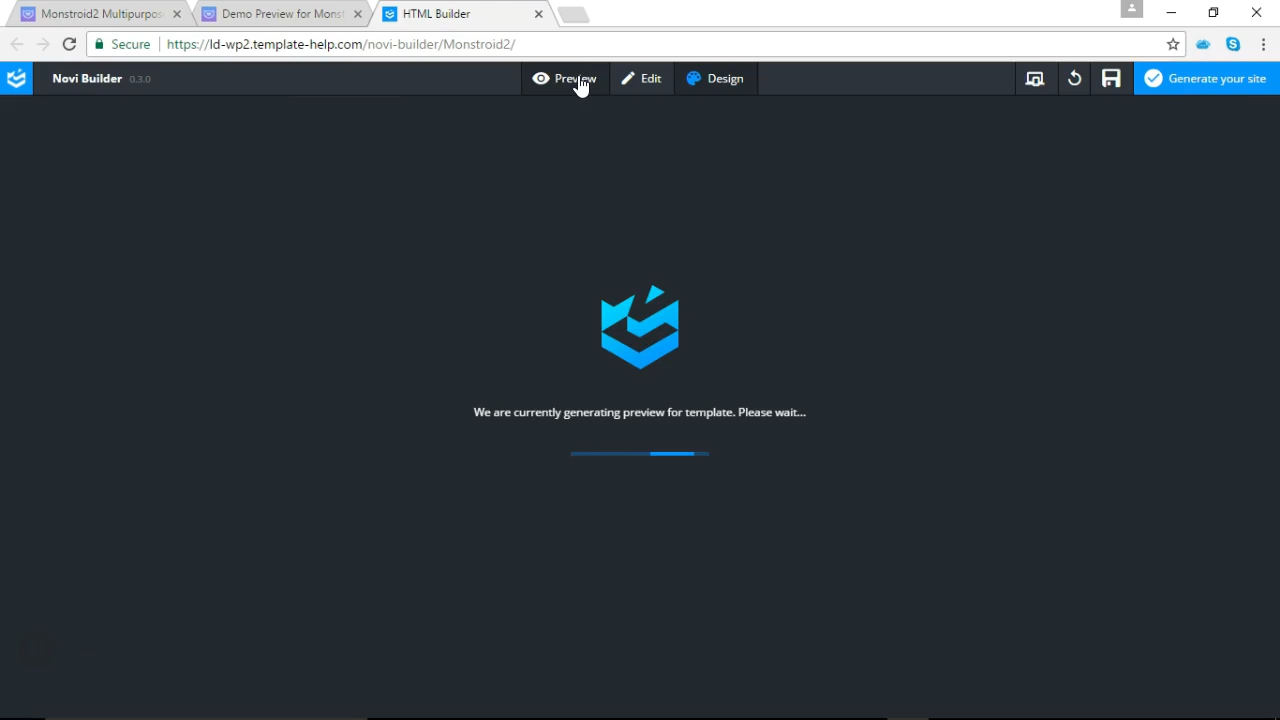 Monstroid2 Multipurpos
Demo Preview for Monst
HTML Builder
Secure
https://ld-wp2.template-help.com/novi-builder/Monstroid2/
Novi Builder 0.3.0
Preview
Edit
Design
Generate your site
We are currently generating preview for template. Please wait...